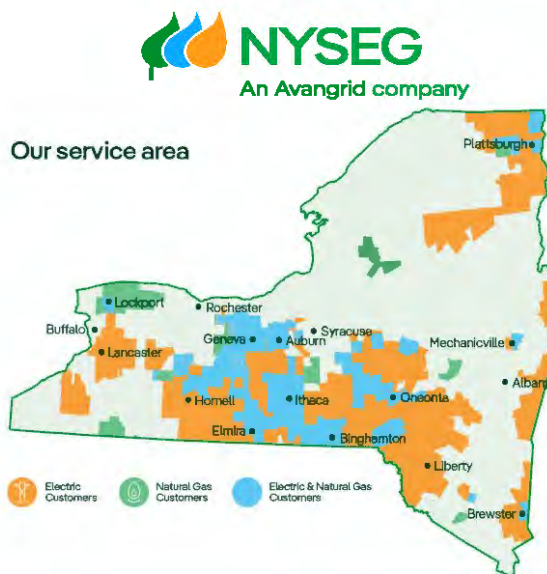 NYSEG
An Avangrid company
Our service area
Plattsburgh
Lockport
Rochester
Buffalo
Syracuse
Geneva
Auburn
Mechanicville
Lancaster
Albany
Hornell
Ithaca
Oneonta
Elmira
Binghamton
Liberty
Electric
Customers
Natural Gas
Customers
Electric & Natural Gas
Customers
Brewster